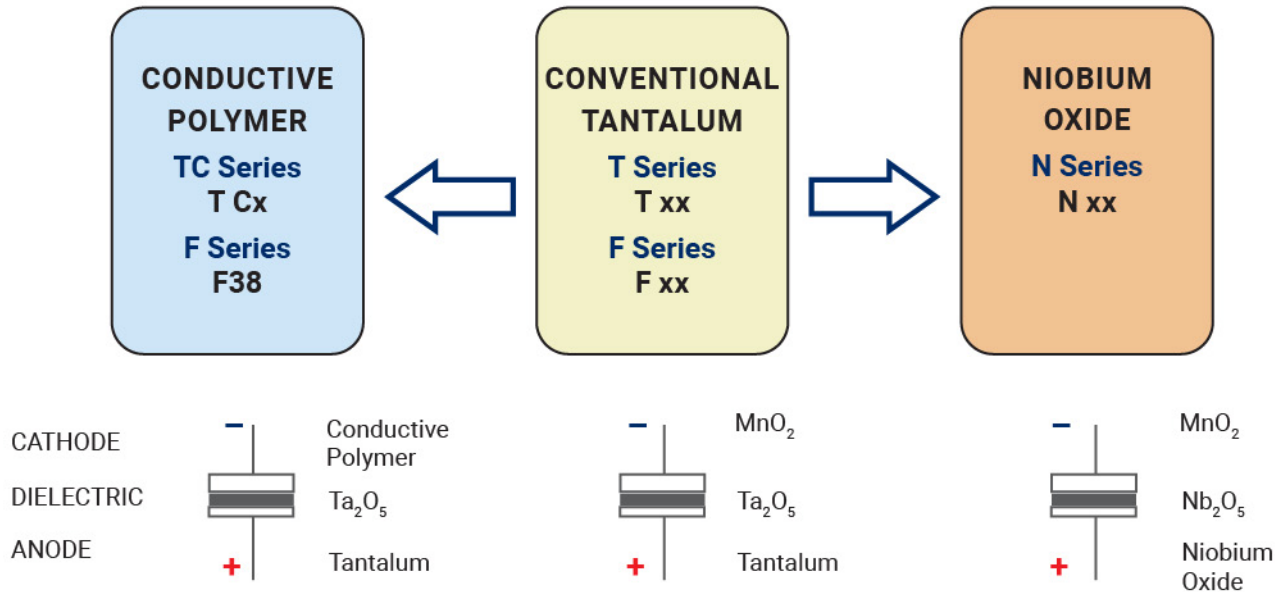 CONDUCTIVE
POLYMER
TC Series
T Cx
F Series
F38
CONVENTIONAL
TANTALUM
T Series
T xx
F Series
F xx
NIOBIUM
OXIDE
N Series
N xx
CATHODE
DIELECTRIC
ANODE
−
Conductive
Polymer
Ta₂O₅
+
Tantalum
−
MnO₂
Ta₂O₅
+
Tantalum
−
MnO₂
Nb₂O₅
+
Niobium
Oxide